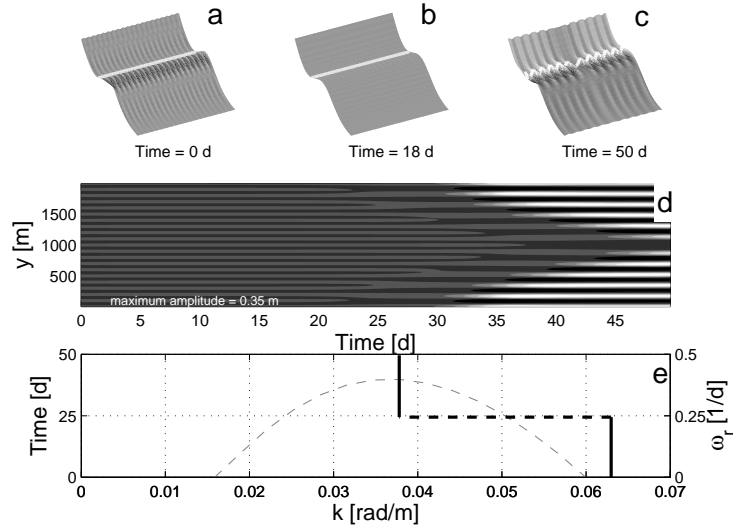 a b c
Time = 0 d Time = 18 d Time = 50 d
d
1500
1000
500
y [m]
maximum amplitude = 0.35 m
0 5 10 15 20 25 30 35 40 45
Time [d]
e
50
25
0
Time [d]
0.5
0.25
0
ω_r [1/d]
0 0.01 0.02 0.03 0.04 0.05 0.06 0.07
k [rad/m]